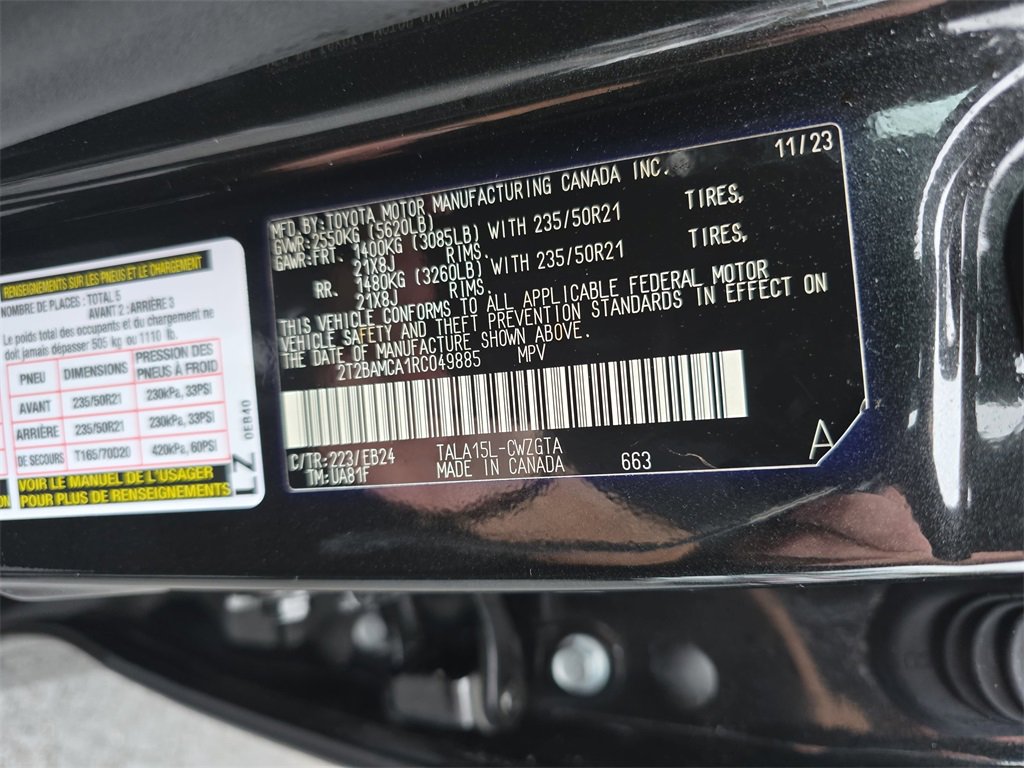 11/23
MFD.BY:TOYOTA MOTOR MANUFACTURING CANADA INC.
GVWR:2550KG (5620LB)
GAWR:FRT. 1400KG (3085LB) WITH 235/50R21 TIRES,
21X8J RIMS.
RR. 1480KG (3260LB) WITH 235/50R21 TIRES,
21X8J RIMS.
THIS VEHICLE CONFORMS TO ALL APPLICABLE FEDERAL MOTOR
VEHICLE SAFETY AND THEFT PREVENTION STANDARDS IN EFFECT ON
THE DATE OF MANUFACTURE SHOWN ABOVE.
2T2BAMCA1RC049885 MPV
C/TR:223/EB24 TALA15L-CWZGTA
TM:UA81F MADE IN CANADA 663
A
RENSEIGNEMENTS SUR LES PNEUS ET LE CHARGEMENT
NOMBRE DE PLACES : TOTAL 5
AVANT 2 : ARRIÈRE 3
Le poids total des occupants et du chargement ne
doit jamais dépasser 505 kg ou 1110 lb.
PNEU DIMENSIONS PRESSION DES PNEUS À FROID
AVANT 235/50R21 230kPa, 33PSI
ARRIÈRE 235/50R21 230kPa, 33PSI
DE SECOURS T165/70D20 420kPa, 60PSI
VOIR LE MANUEL DE L'USAGER
POUR PLUS DE RENSEIGNEMENTS
0EB40
LZ